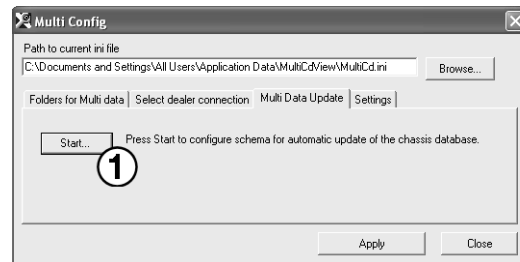 Multi Config
Path to current ini file
C:\Documents and Settings\All Users\Application Data\MultiCdView\MultiCd.ini
Browse...
Folders for Multi data Select dealer connection Multi Data Update Settings
Start... Press Start to configure schema for automatic update of the chassis database.
1
Apply Close